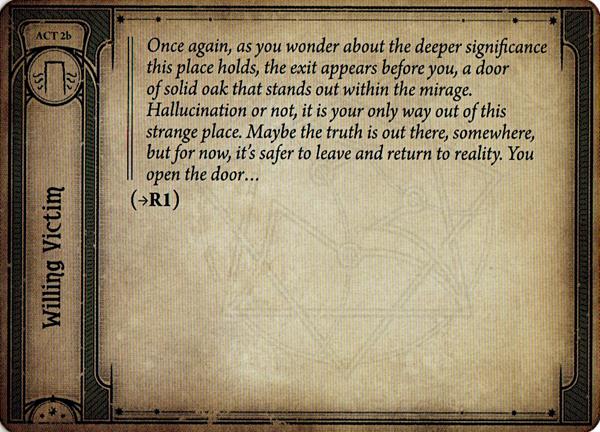 ACT 2b
Willing Victim
Once again, as you wonder about the deeper significance
this place holds, the exit appears before you, a door
of solid oak that stands out within the mirage.
Hallucination or not, it is your only way out of this
strange place. Maybe the truth is out there, somewhere,
but for now, it's safer to leave and return to reality. You
open the door…
(→R1)